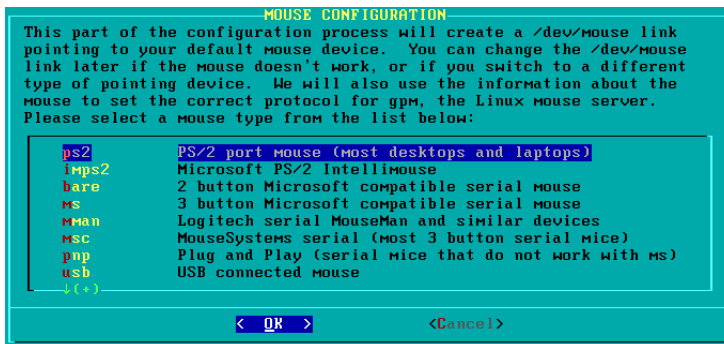 MOUSE CONFIGURATION
This part of the configuration process will create a /dev/mouse link
pointing to your default mouse device.  You can change the /dev/mouse
link later if the mouse doesn't work, or if you switch to a different
type of pointing device.  We will also use the information about the
mouse to set the correct protocol for gpm, the Linux mouse server.
Please select a mouse type from the list below:
ps2 PS/2 port mouse (most desktops and laptops)
imps2 Microsoft PS/2 Intellimouse
bare 2 button Microsoft compatible serial mouse
ms 3 button Microsoft compatible serial mouse
mman Logitech serial MouseMan and similar devices
msc MouseSystems serial (most 3 button serial mice)
pnp Plug and Play (serial mice that do not work with ms)
usb USB connected mouse
↓(+)
< OK > <Cancel>